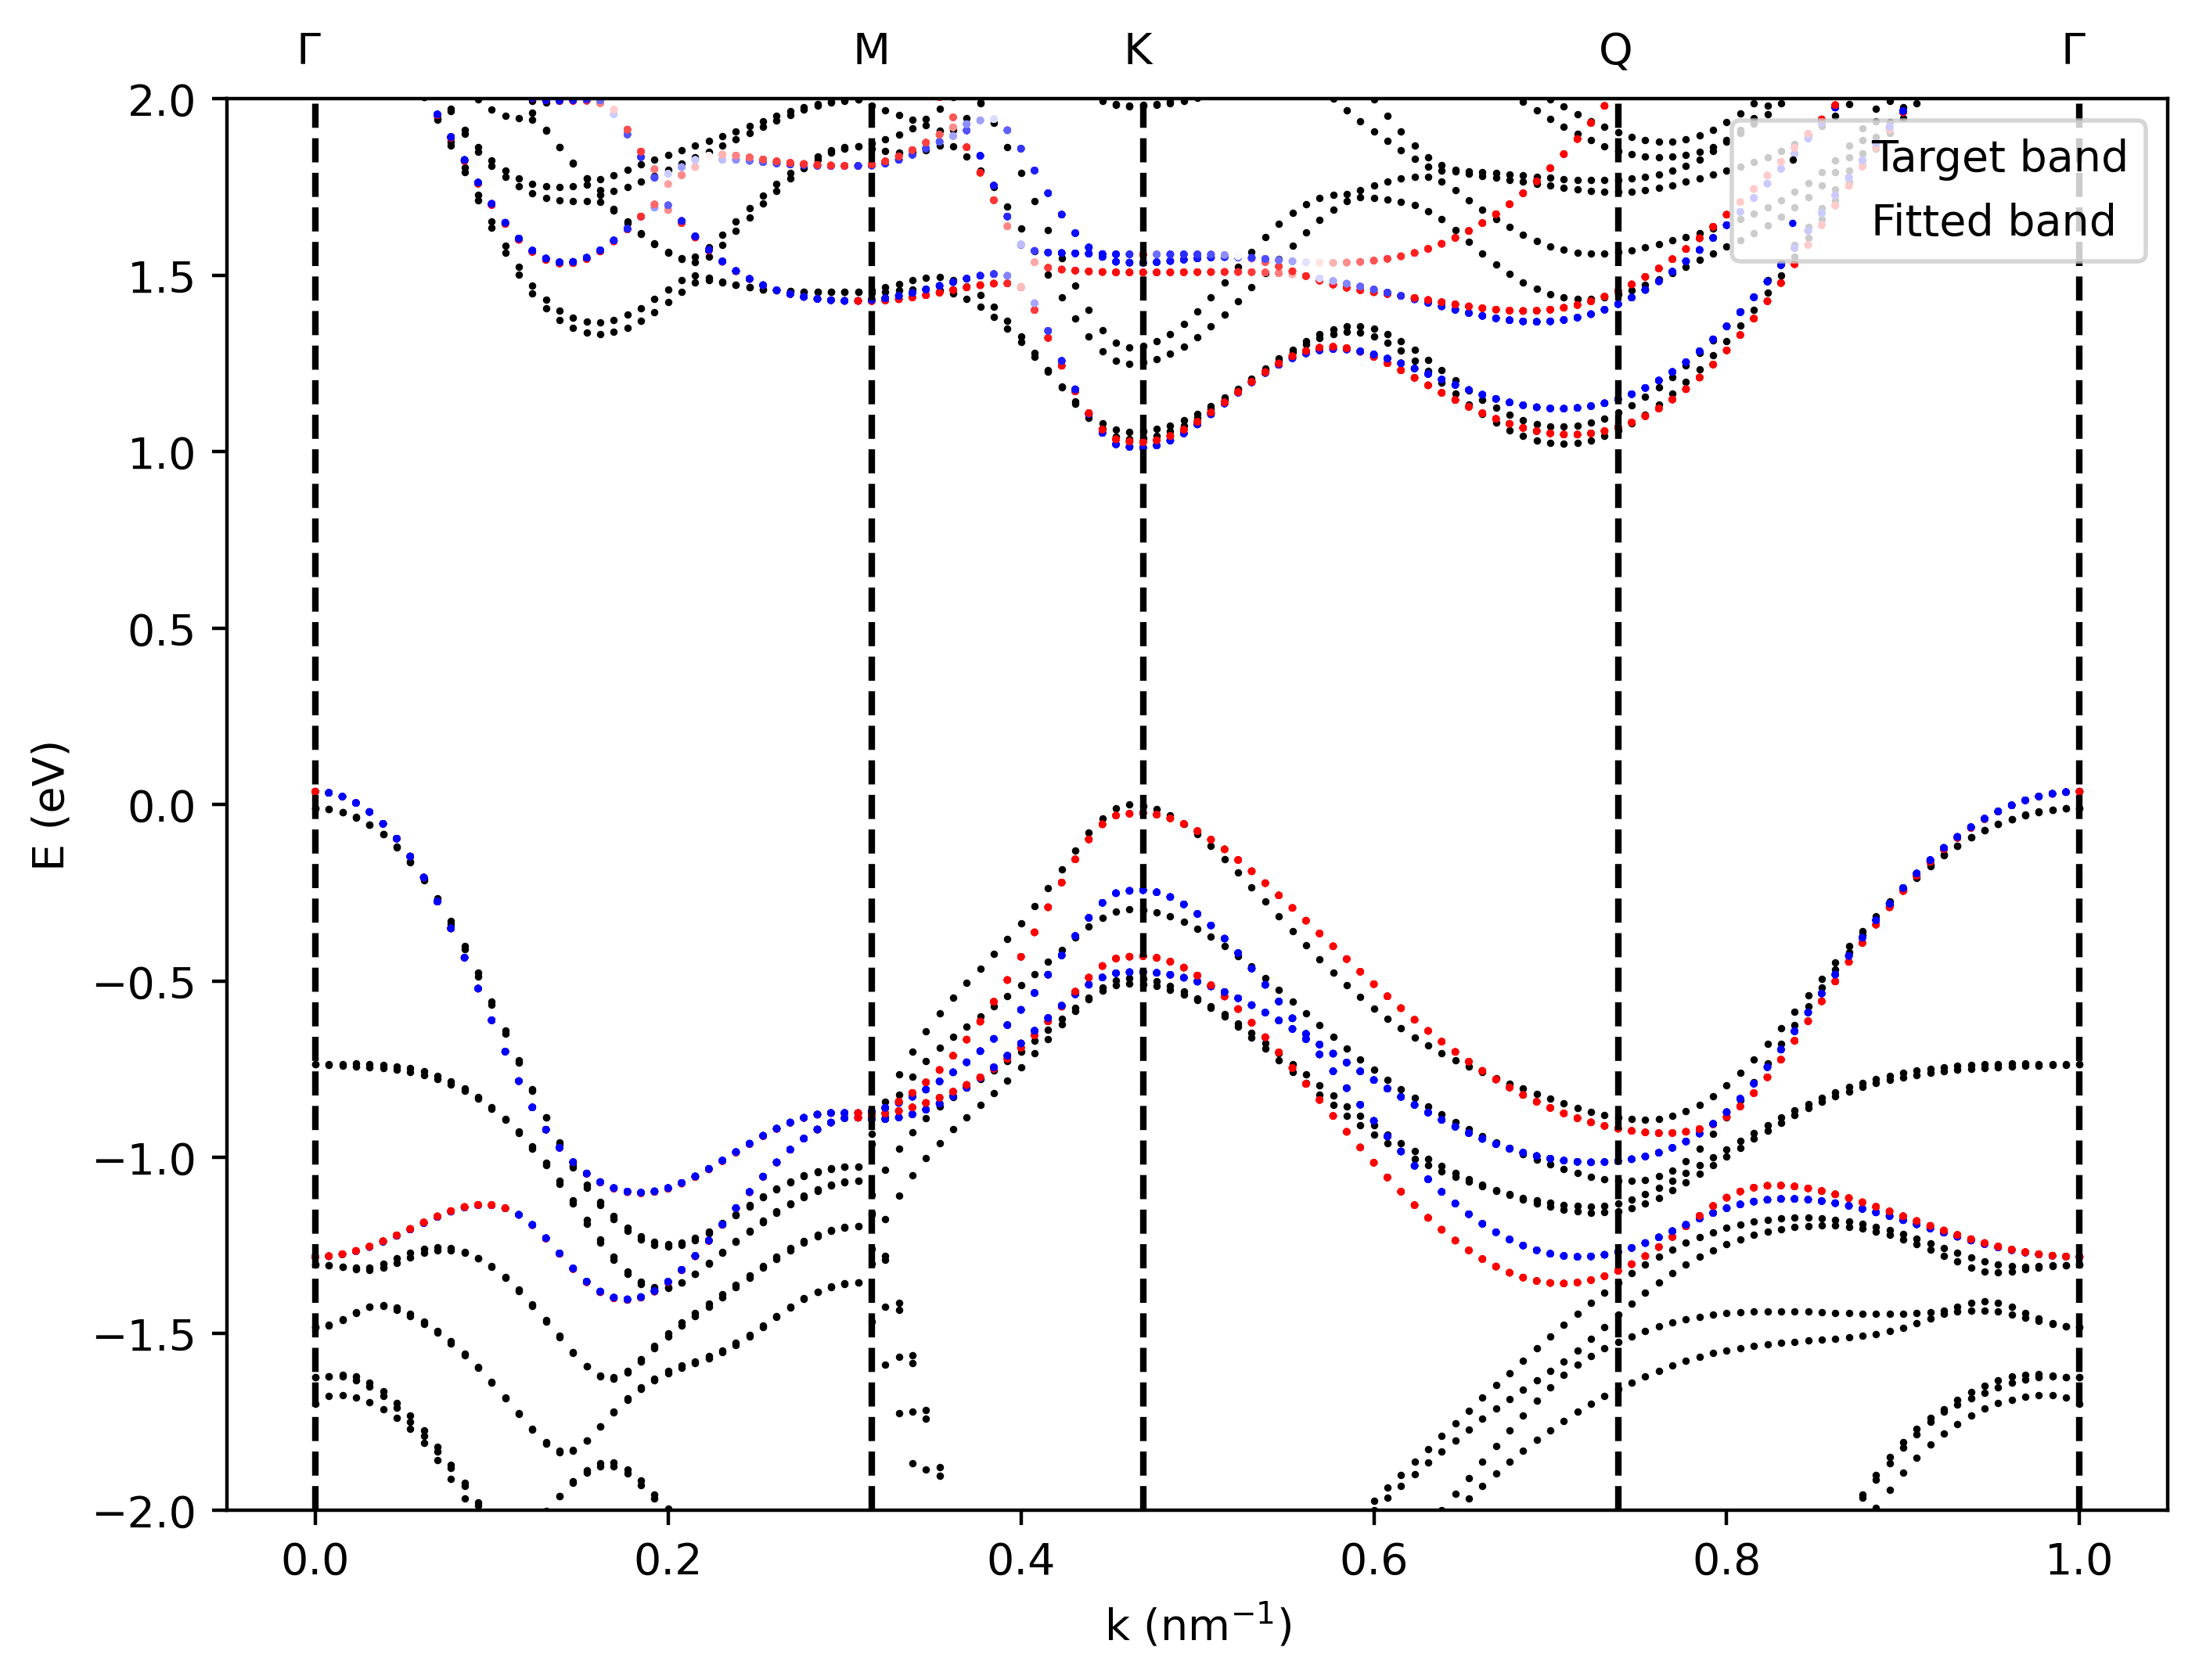 Γ M K Q Γ
2.0
1.5
1.0
0.5
0.0
−0.5
−1.0
−1.5
−2.0
E (eV)
Target band
Fitted band
0.0 0.2 0.4 0.6 0.8 1.0
k (nm⁻¹)